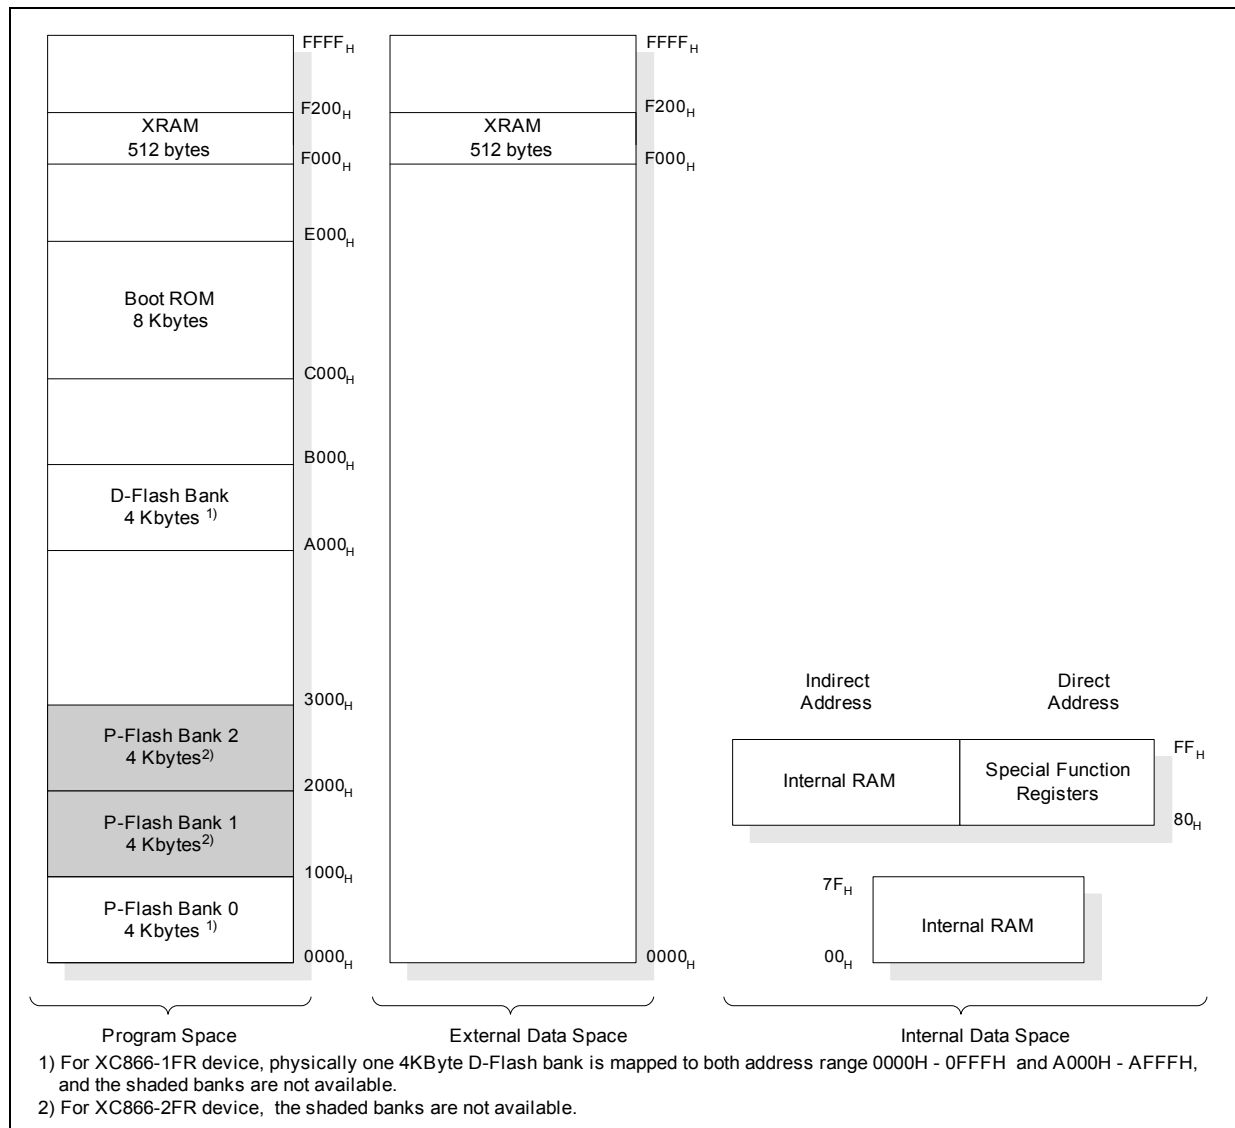 FFFFH
F200H
XRAM
512 bytes
F000H
E000H
Boot ROM
8 Kbytes
C000H
B000H
D-Flash Bank
4 Kbytes 1)
A000H
3000H
P-Flash Bank 2
4 Kbytes2)
2000H
P-Flash Bank 1
4 Kbytes2)
1000H
P-Flash Bank 0
4 Kbytes 1)
0000H
Program Space
FFFFH
F200H
XRAM
512 bytes
F000H
0000H
External Data Space
Indirect
Address
Direct
Address
Internal RAM
Special Function
Registers
FFH
80H
7FH
Internal RAM
00H
Internal Data Space
1) For XC866-1FR device, physically one 4KByte D-Flash bank is mapped to both address range 0000H - 0FFFH and A000H - AFFFH,
and the shaded banks are not available.
2) For XC866-2FR device, the shaded banks are not available.